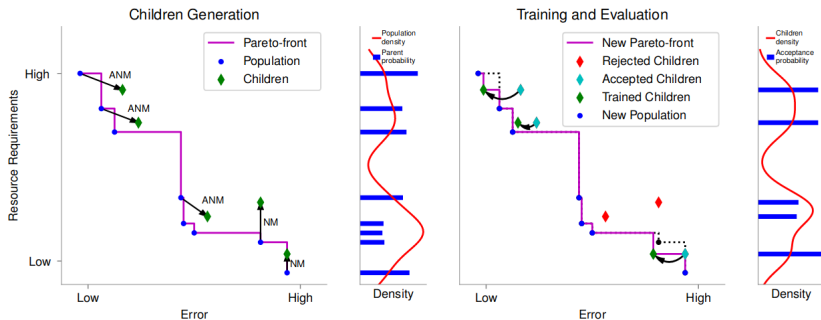 Children Generation
Pareto-front
Population
Children
High
Low
Resource Requirements
ANM
ANM
ANM
NM
NM
Low
High
Error
Population
density
Parent
probability
Density
Training and Evaluation
New Pareto-front
Rejected Children
Accepted Children
Trained Children
New Population
Low
High
Error
Children
density
Acceptance
probability
Density